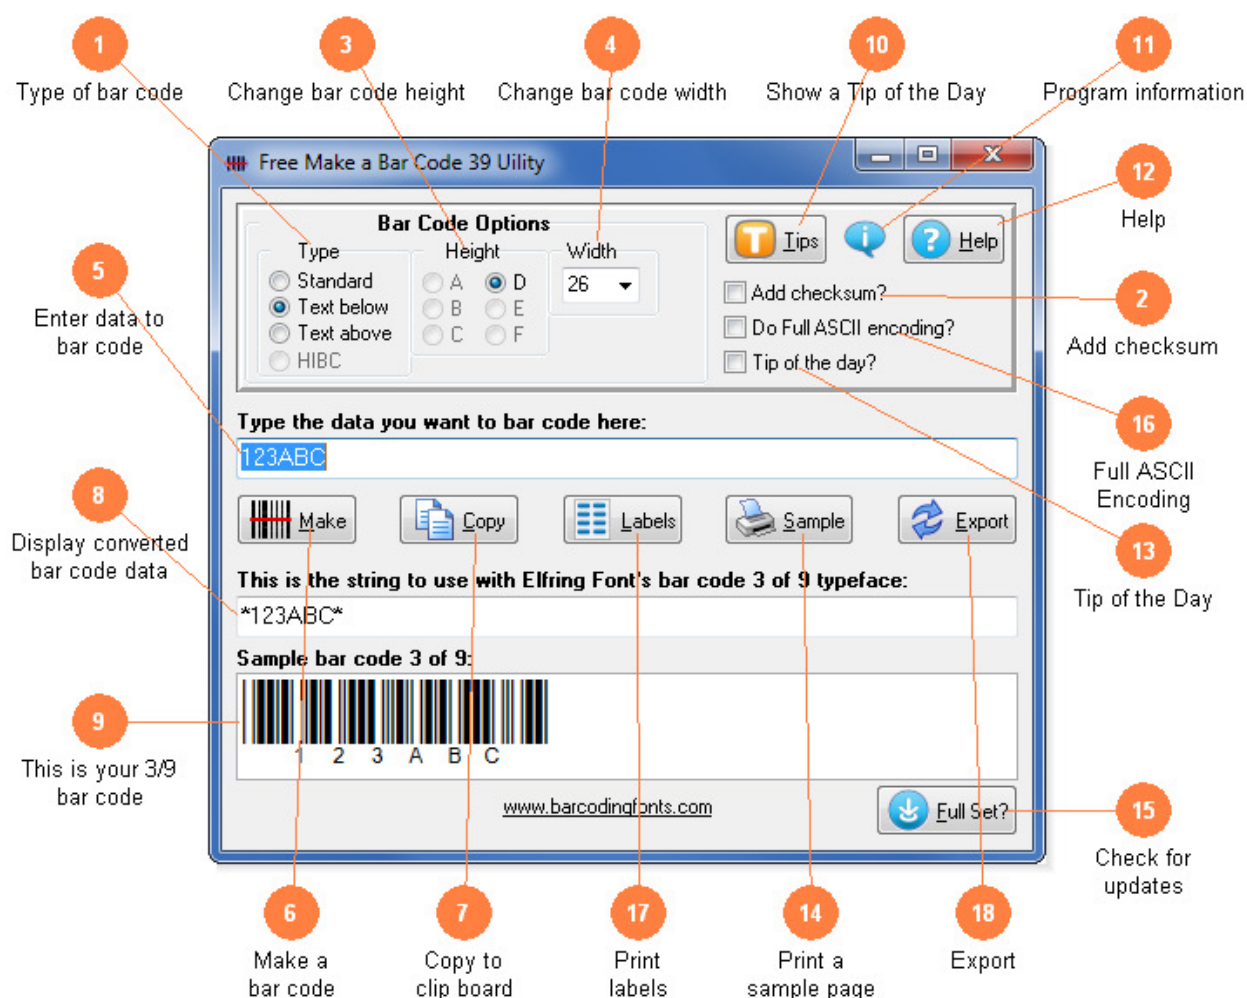 1
3
4
10
11
Type of bar code
Change bar code height
Change bar code width
Show a Tip of the Day
Program information
Free Make a Bar Code 39 Uility
12
Help
Bar Code Options
Type
Height
Width
Standard
Text below
Text above
HIBC
A
B
C
D
E
F
26
Tips
Help
Add checksum?
Do Full ASCII encoding?
Tip of the day?
5
Enter data to
bar code
2
Add checksum
Type the data you want to bar code here:
123ABC
16
Full ASCII
Encoding
8
Display converted
bar code data
Make
Copy
Labels
Sample
Export
13
Tip of the Day
This is the string to use with Elfring Font's bar code 3 of 9 typeface:
*123ABC*
Sample bar code 3 of 9:
1 2 3 A B C
9
This is your 3/9
bar code
www.barcodingfonts.com
Full Set?
15
Check for
updates
6
Make a
bar code
7
Copy to
clip board
17
Print
labels
14
Print a
sample page
18
Export